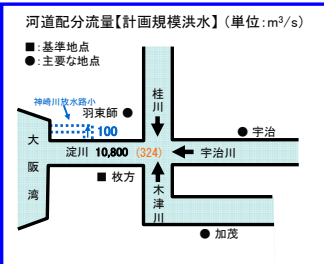 河道配分流量【計画規模洪水】(単位:m³/s)
■:基準地点
●:主要な地点
神崎川放水路小
羽束師 ●
100
桂川
● 宇治
大阪湾
淀川 10,800 (324)
宇治川
■ 枚方
木津川
● 加茂